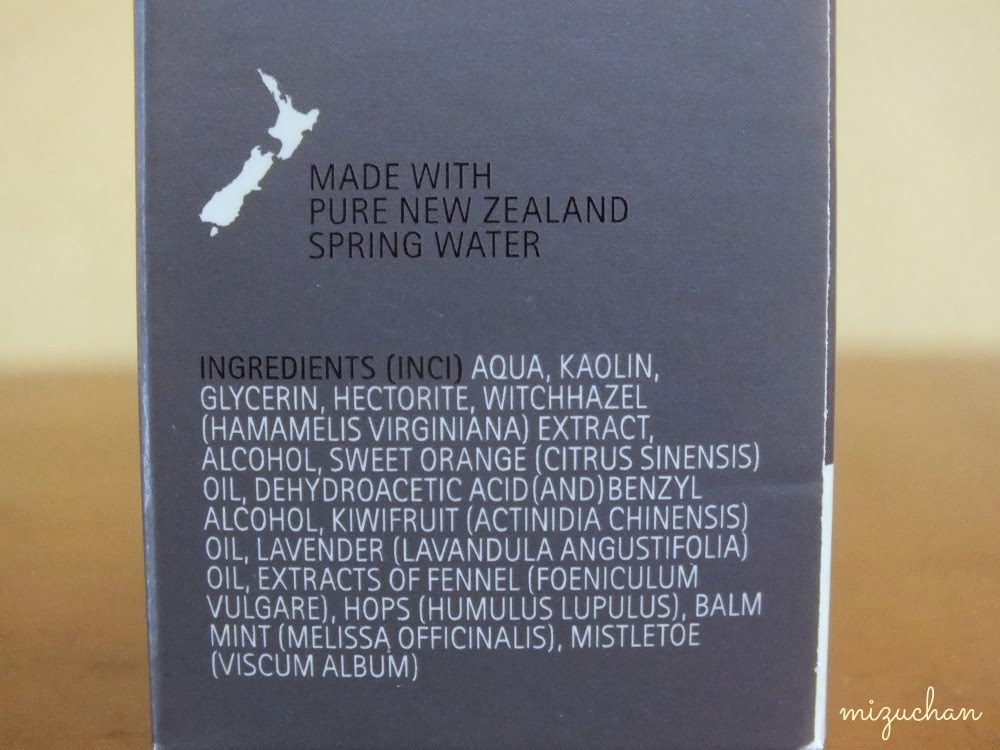 MADE WITH
PURE NEW ZEALAND
SPRING WATER
INGREDIENTS (INCI) AQUA, KAOLIN,
GLYCERIN, HECTORITE, WITCHHAZEL
(HAMAMELIS VIRGINIANA) EXTRACT,
ALCOHOL, SWEET ORANGE (CITRUS SINENSIS)
OIL, DEHYDROACETIC ACID(AND)BENZYL
ALCOHOL, KIWIFRUIT (ACTINIDIA CHINENSIS)
OIL, LAVENDER (LAVANDULA ANGUSTIFOLIA)
OIL, EXTRACTS OF FENNEL (FOENICULUM
VULGARE), HOPS (HUMULUS LUPULUS), BALM
MINT (MELISSA OFFICINALIS), MISTLETOE
(VISCUM ALBUM)
mizuchan